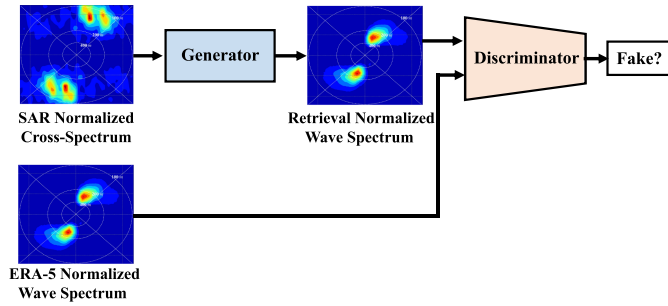 Generator
Discriminator
Fake?
SAR Normalized
Cross-Spectrum
Retrieval Normalized
Wave Spectrum
ERA-5 Normalized
Wave Spectrum